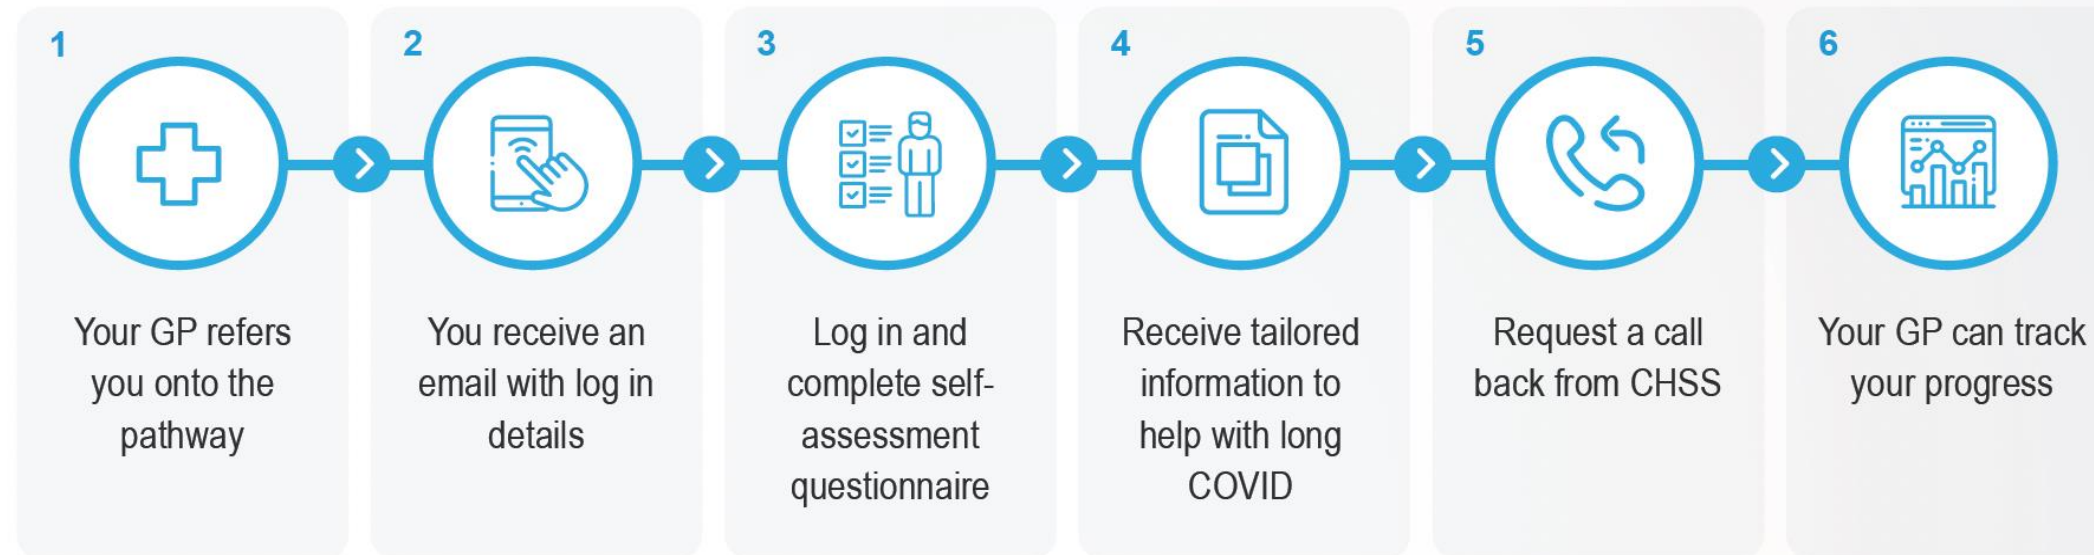 1
Your GP refers
you onto the
pathway
2
You receive an
email with log in
details
3
Log in and
complete self-
assessment
questionnaire
4
Receive tailored
information to
help with long
COVID
5
Request a call
back from CHSS
6
Your GP can track
your progress